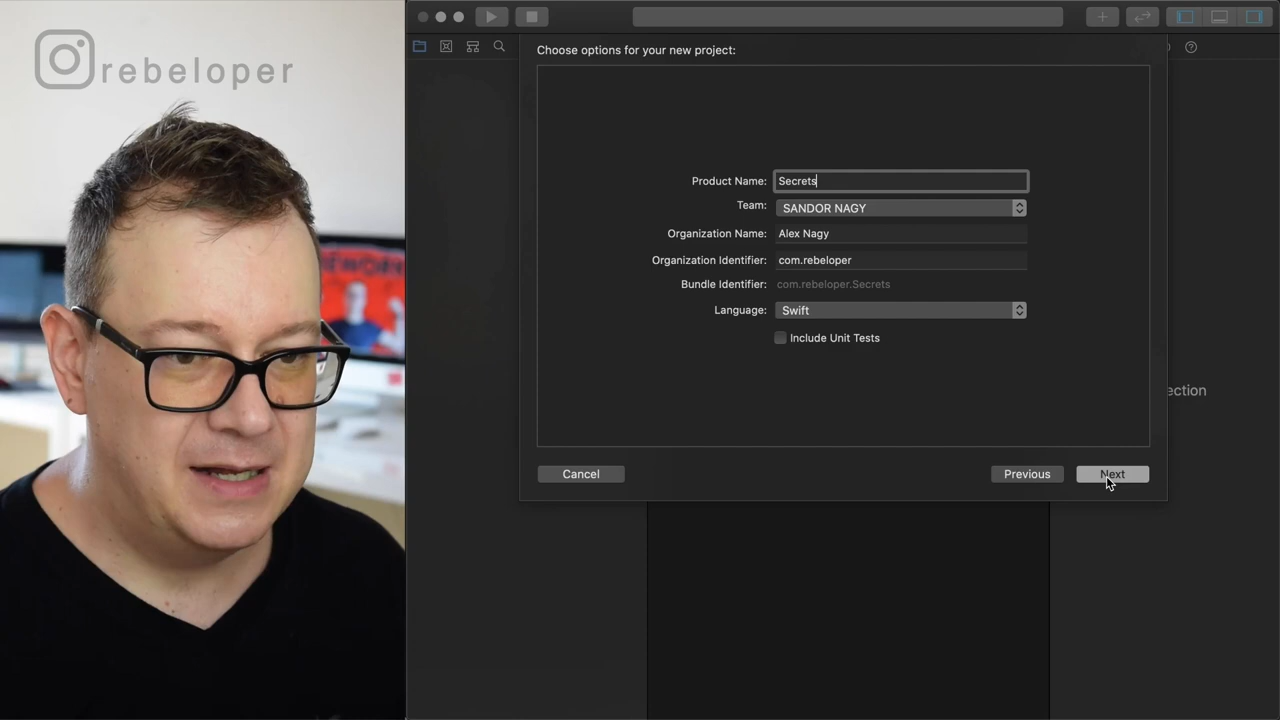 rebeloper
Choose options for your new project:
Product Name: Secrets
Team: SANDOR NAGY
Organization Name: Alex Nagy
Organization Identifier: com.rebeloper
Bundle Identifier: com.rebeloper.Secrets
Language: Swift
Include Unit Tests
ection
Cancel Previous Next